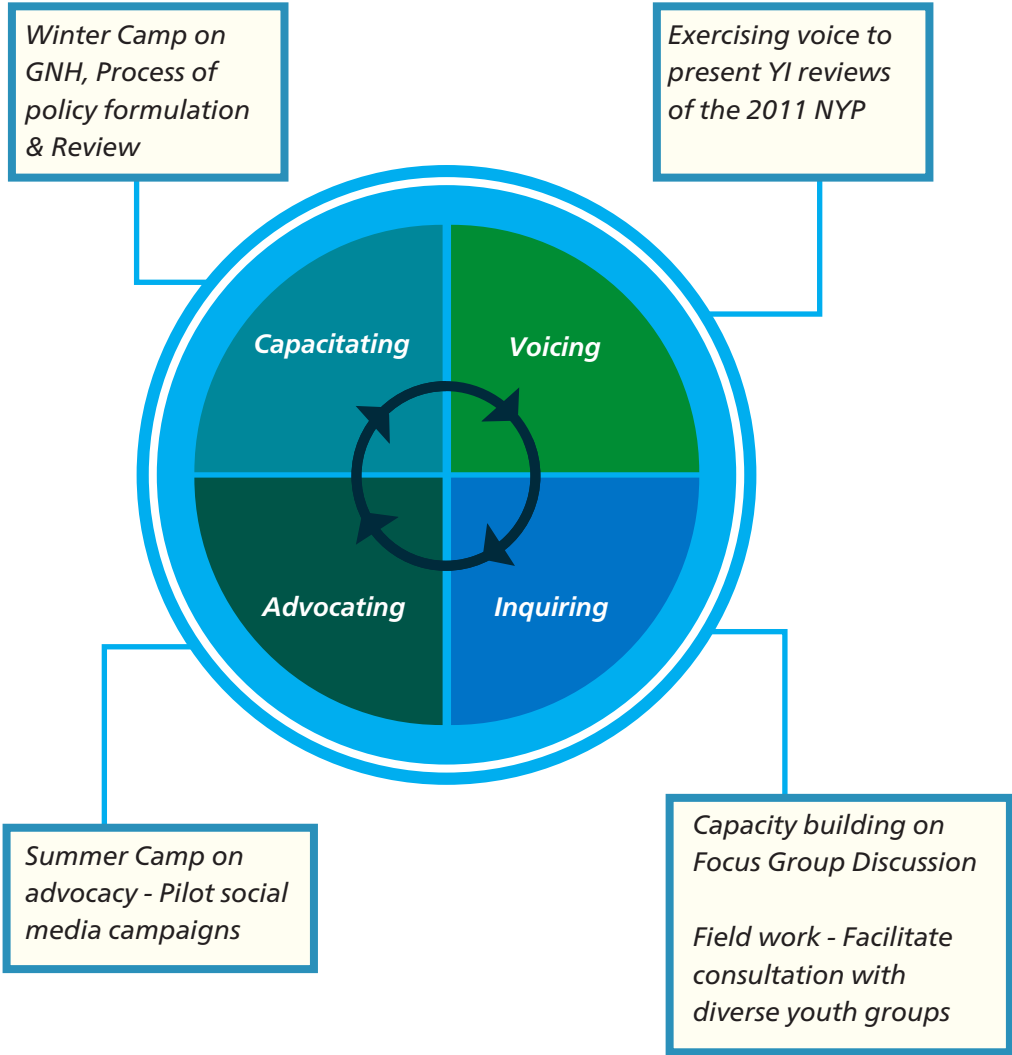 Winter Camp on
GNH, Process of
policy formulation
& Review
Exercising voice to
present YI reviews
of the 2011 NYP
Capacitating
Voicing
Advocating
Inquiring
Summer Camp on
advocacy - Pilot social
media campaigns
Capacity building on
Focus Group Discussion
Field work - Facilitate
consultation with
diverse youth groups